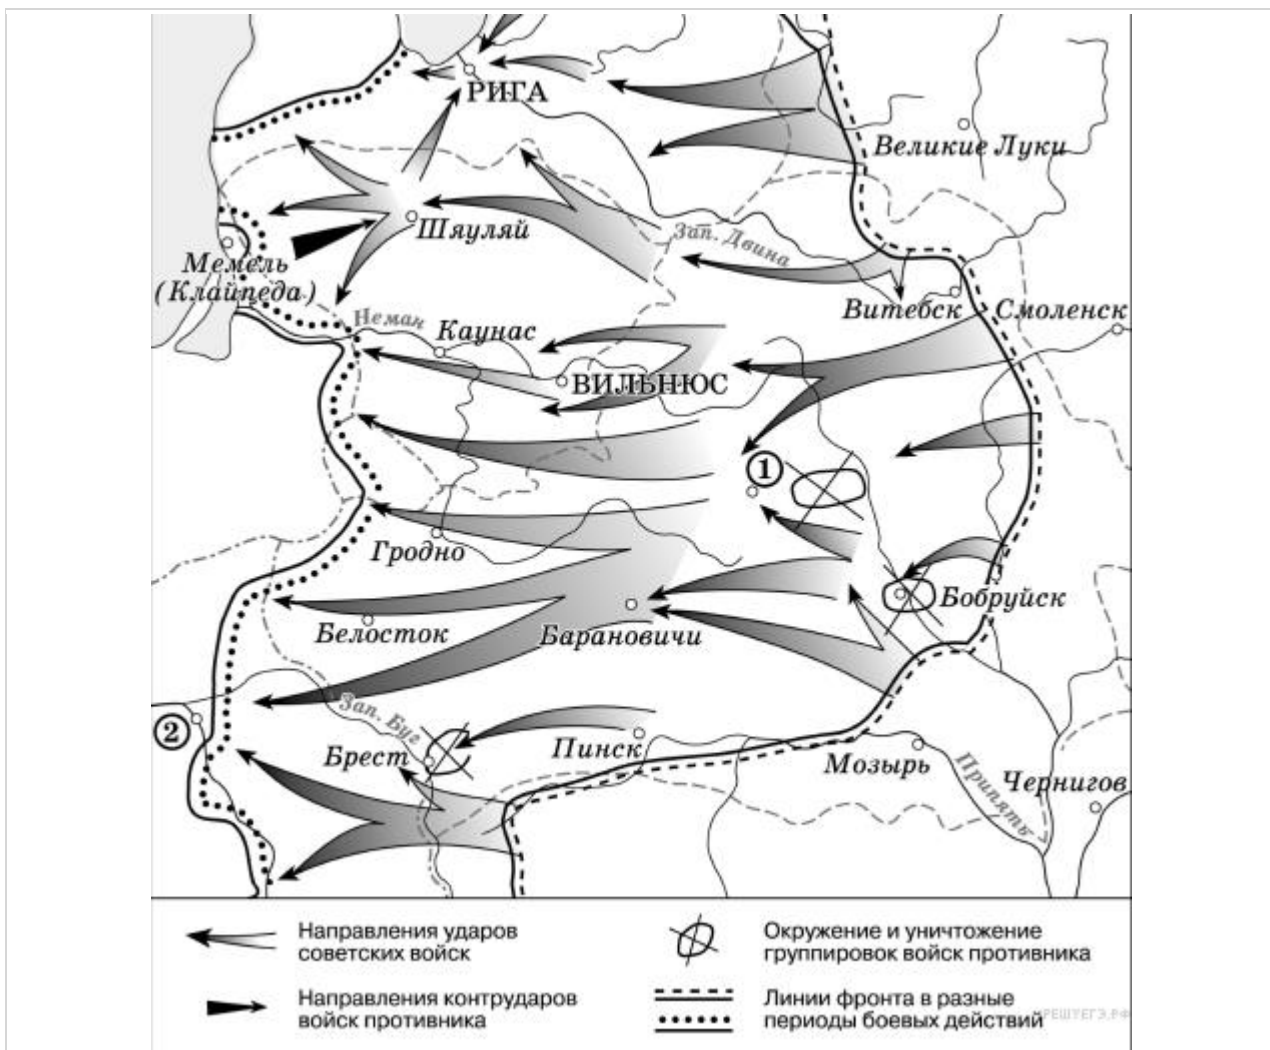 РИГА
Великие Луки
Шяуляй
Зап. Двина
Мемель
(Клайпеда)
Витебск
Смоленск
Неман
Каунас
ВИЛЬНЮС
1
Гродно
Бобруйск
Белосток
Барановичи
Зап. Буг
2
Брест
Пинск
Мозырь
Припять
Чернигов
Направления ударов
советских войск
Окружение и уничтожение
группировок войск противника
Направления контрударов
войск противника
Линии фронта в разные
периоды боевых действий
РЕШУЕГЭ.РФ